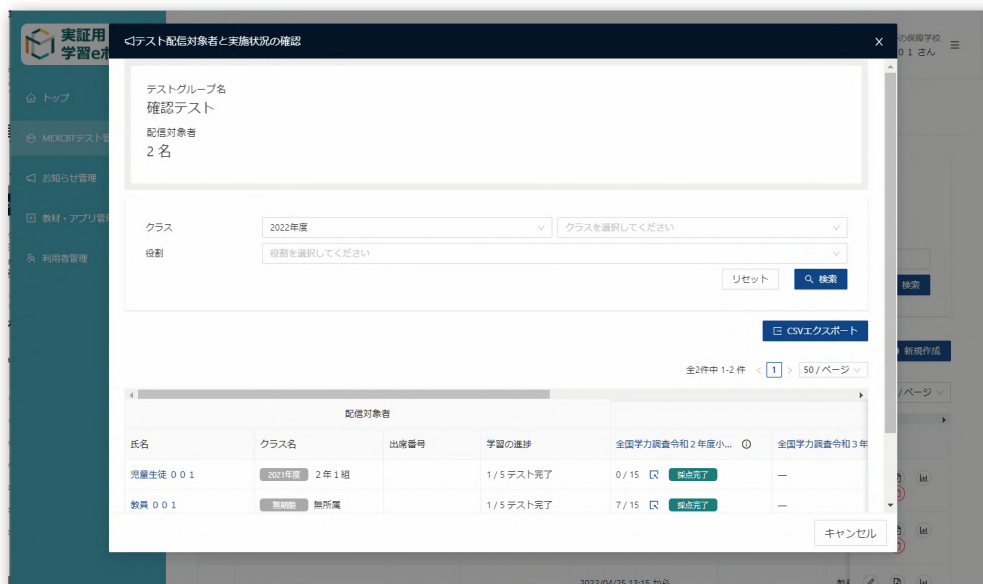 実証用
学習eポ
トップ
MEXCBTテスト管
お知らせ管理
教材・アプリ管理
利用者管理
テスト配信対象者と実施状況の確認
X
の保障学校
01 さん
テストグループ名
確認テスト
配信対象者
2 名
クラス
2022年度
クラスを選択してください
役割
役割を選択してください
リセット
検索
検索
CSVエクスポート
新規作成
全2件中 1-2 件
<
1
>
50 / ページ
/ ページ
配信対象者
氏名
クラス名
出席番号
学習の進捗
全国学力調査令和2年度小...
全国学力調査令和3年
児童生徒 001
2021年度
2年1組
1 / 5 テスト完了
0 / 15
採点完了
—
教員 001
無期限
無所属
1 / 5 テスト完了
7 / 15
採点完了
—
キャンセル
2022/04/25 13:15 から